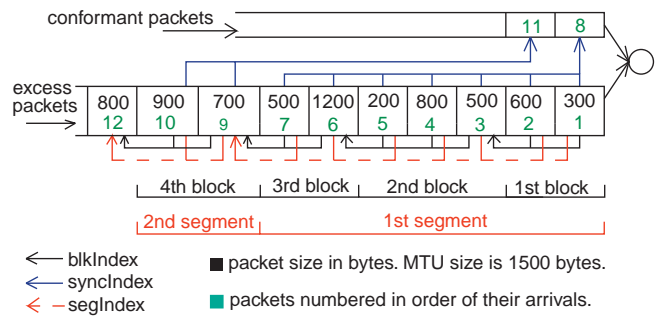 conformant packets
11 8
excess
packets
800 900 700 500 1200 200 800 500 600 300
12 10 9 7 6 5 4 3 2 1
4th block 3rd block 2nd block 1st block
2nd segment 1st segment
blkIndex
syncIndex
segIndex
packet size in bytes. MTU size is 1500 bytes.
packets numbered in order of their arrivals.